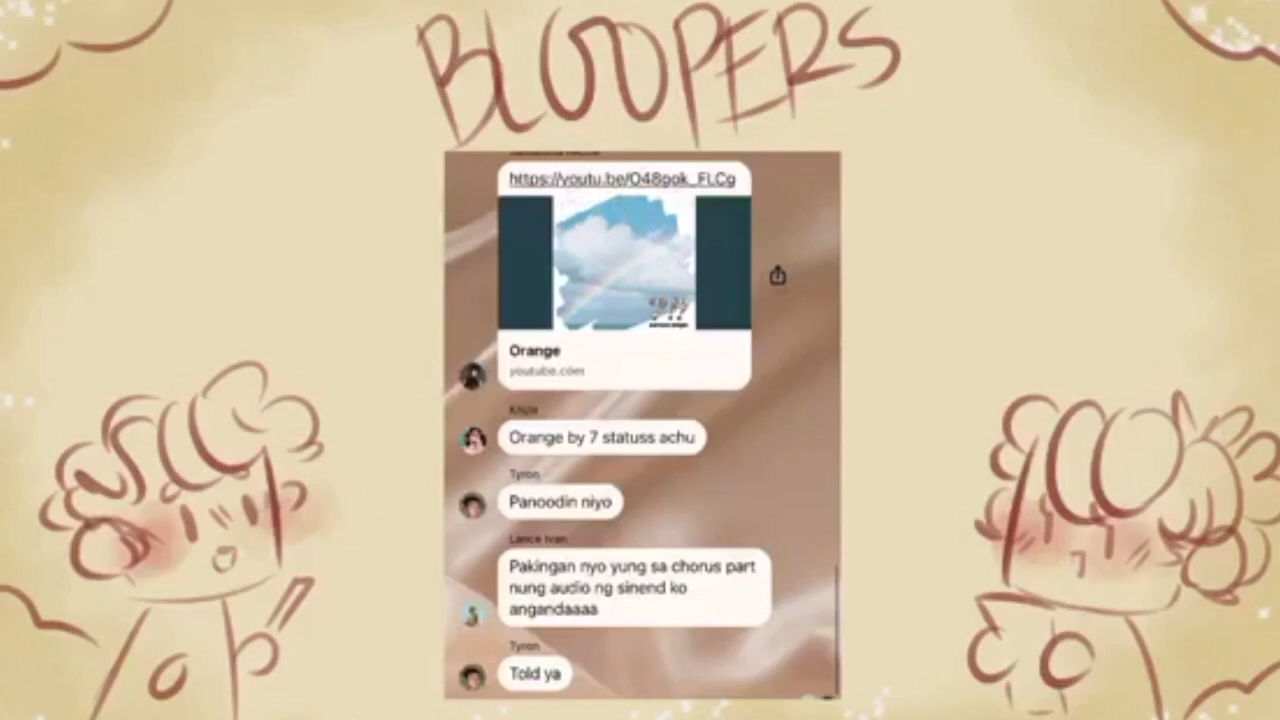 BLOOPERS
https://youtu.be/O48gok_FLCg
Orange
youtube.com
Orange by 7 statuss achu
Tyron
Panoodin niyo
Lance Ivan
Pakingan nyo yung sa chorus part
nung audio ng sinend ko
angandaaaa
Tyron
Told ya